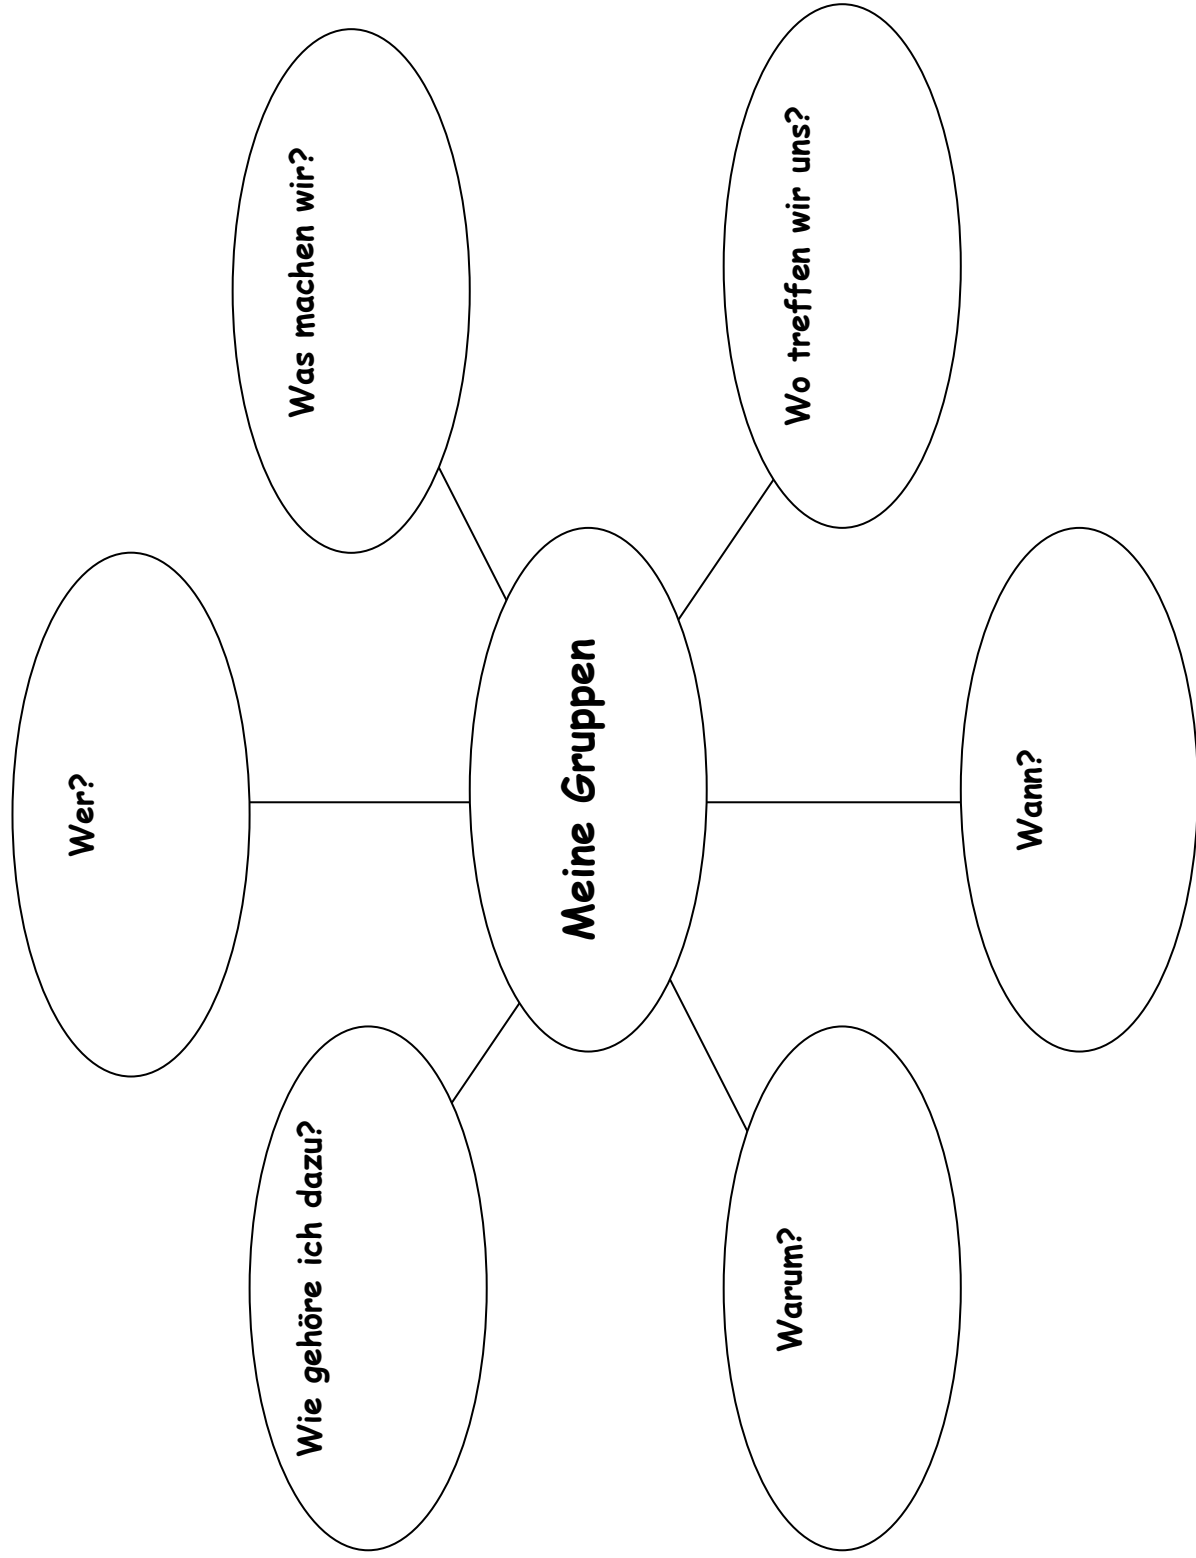 Wer?
Wie gehöre ich dazu?
Was machen wir?
Meine Gruppen
Warum?
Wo treffen wir uns?
Wann?